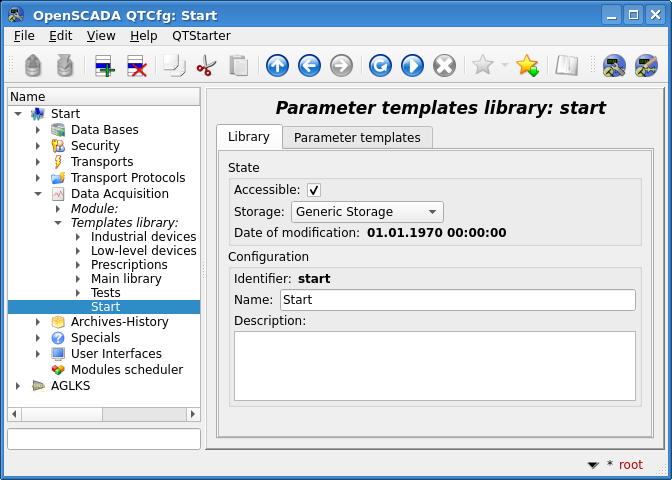 OpenSCADA QTCfg: Start
File Edit View Help QTStarter
Name
Start
Data Bases
Security
Transports
Transport Protocols
Data Acquisition
Module:
Templates library:
Industrial devices
Low-level devices
Prescriptions
Main library
Tests
Start
Archives-History
Specials
User Interfaces
Modules scheduler
AGLKS
Parameter templates library: start
Library Parameter templates
State
Accessible:
Storage: Generic Storage
Date of modification: 01.01.1970 00:00:00
Configuration
Identifier: start
Name: Start
Description:
* root